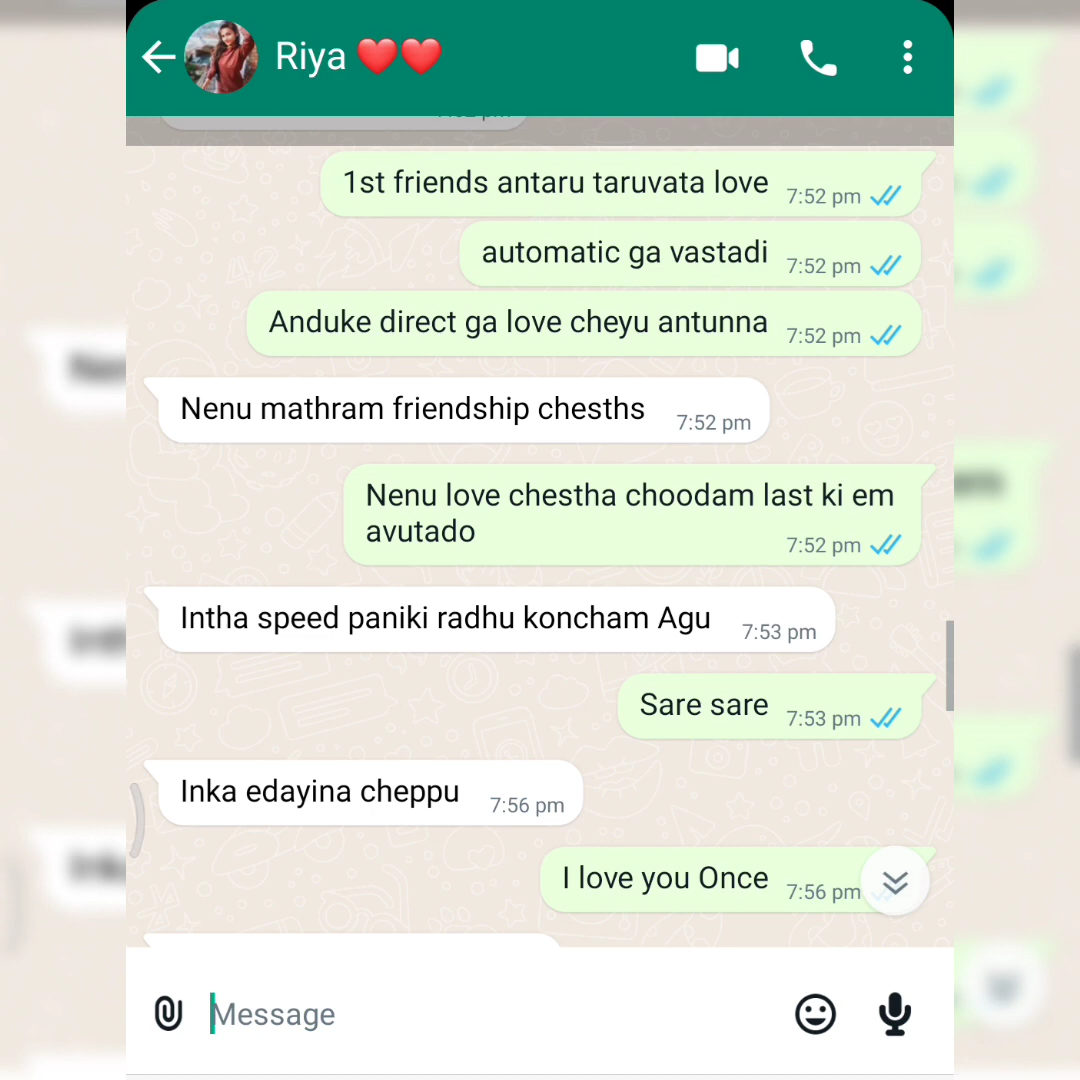 Riya ❤️❤️
1st friends antaru taruvata love 7:52 pm
automatic ga vastadi 7:52 pm
Anduke direct ga love cheyu antunna 7:52 pm
Nenu mathram friendship chesths 7:52 pm
Nenu love chestha choodam last ki em
avutado 7:52 pm
Intha speed paniki radhu koncham Agu 7:53 pm
Sare sare 7:53 pm
Inka edayina cheppu 7:56 pm
I love you Once 7:56 pm
Message